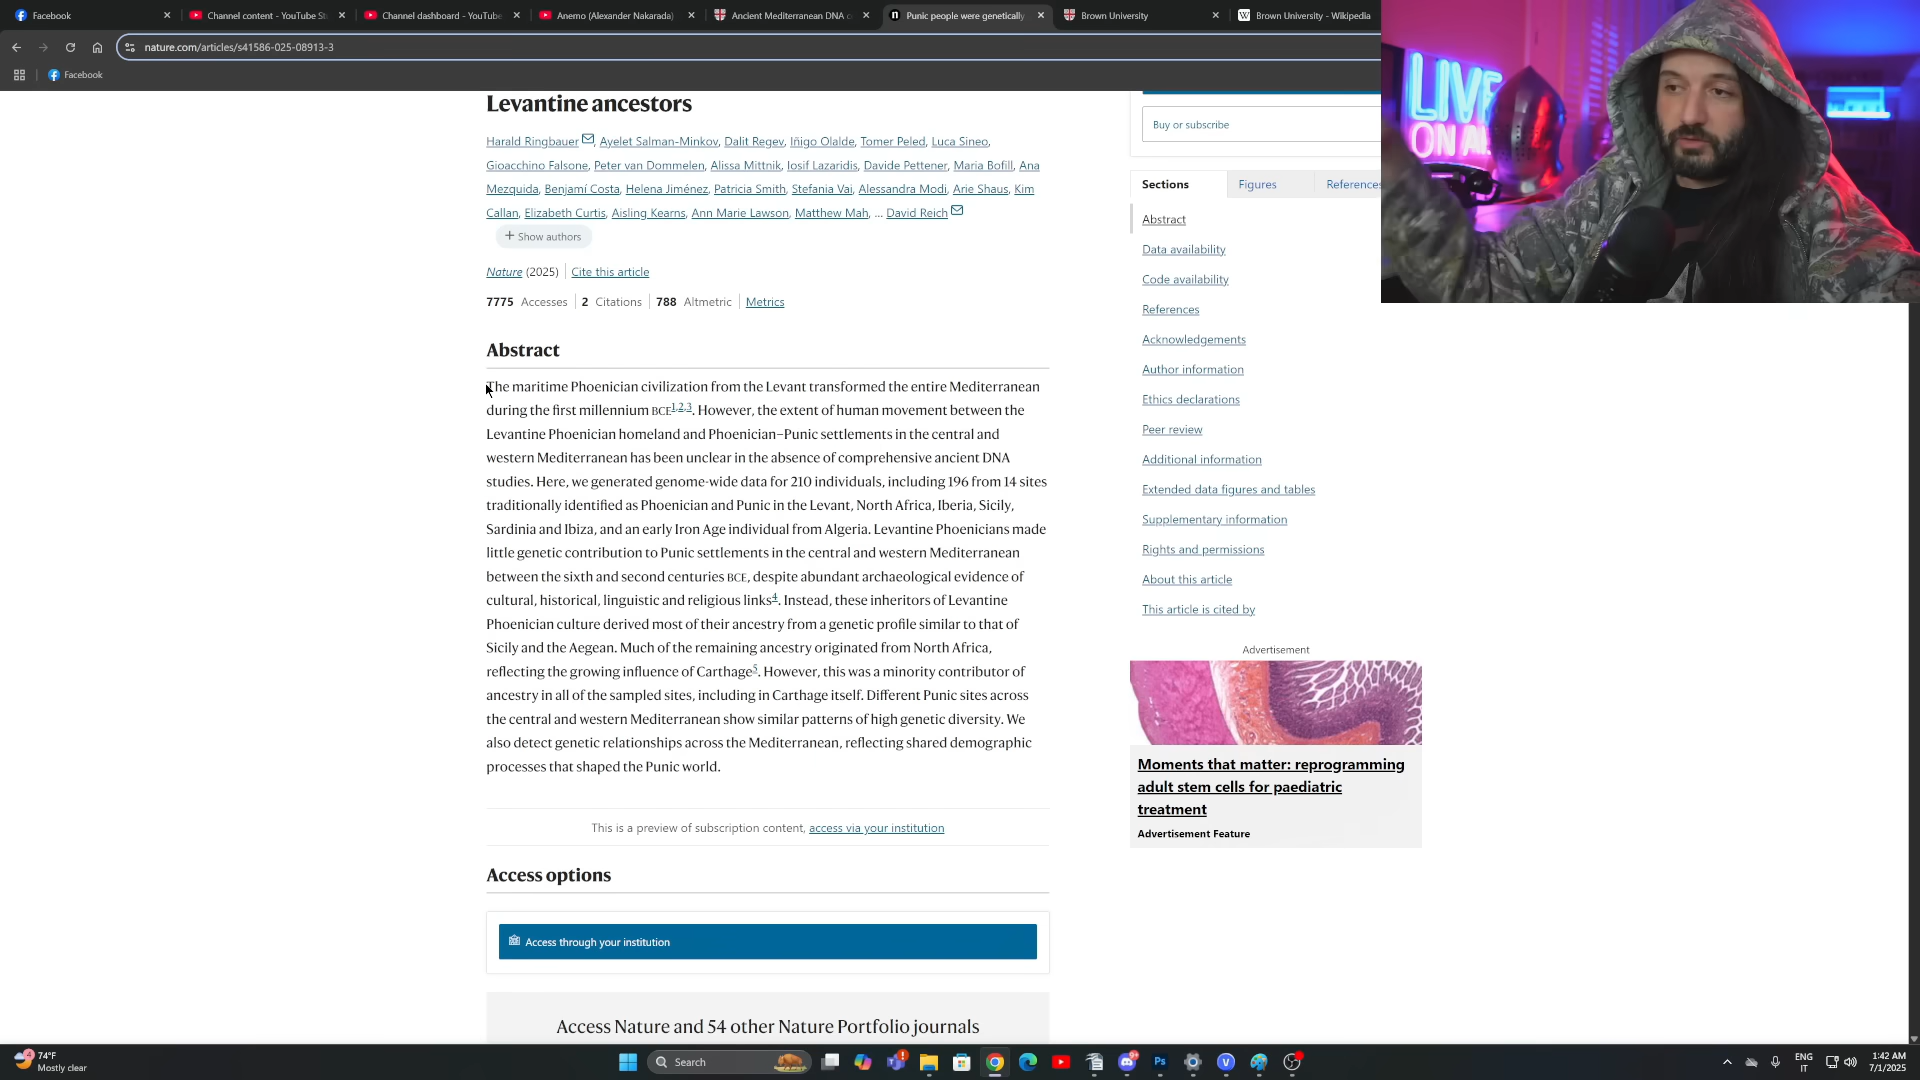 Facebook
Channel content - YouTube St
Channel dashboard - YouTube
Anemo (Alexander Nakarada)
Ancient Mediterranean DNA c
Punic people were genetically
Brown University
Brown University - Wikipedia
nature.com/articles/s41586-025-08913-3
Facebook
LIVE
ON AI
Levantine ancestors
Harald Ringbauer, Ayelet Salman-Minkov, Dalit Regev, Iñigo Olalde, Tomer Peled, Luca Sineo,
Gioacchino Falsone, Peter van Dommelen, Alissa Mittnik, Iosif Lazaridis, Davide Pettener, Maria Bofill, Ana
Mezquida, Benjamí Costa, Helena Jiménez, Patricia Smith, Stefania Vai, Alessandra Modi, Arie Shaus, Kim
Callan, Elizabeth Curtis, Aisling Kearns, Ann Marie Lawson, Matthew Mah, … David Reich
+ Show authors
Nature (2025) Cite this article
7775 Accesses 2 Citations 788 Altmetric Metrics
Abstract
The maritime Phoenician civilization from the Levant transformed the entire Mediterranean
during the first millennium BCE1,2,3. However, the extent of human movement between the
Levantine Phoenician homeland and Phoenician–Punic settlements in the central and
western Mediterranean has been unclear in the absence of comprehensive ancient DNA
studies. Here, we generated genome-wide data for 210 individuals, including 196 from 14 sites
traditionally identified as Phoenician and Punic in the Levant, North Africa, Iberia, Sicily,
Sardinia and Ibiza, and an early Iron Age individual from Algeria. Levantine Phoenicians made
little genetic contribution to Punic settlements in the central and western Mediterranean
between the sixth and second centuries BCE, despite abundant archaeological evidence of
cultural, historical, linguistic and religious links4. Instead, these inheritors of Levantine
Phoenician culture derived most of their ancestry from a genetic profile similar to that of
Sicily and the Aegean. Much of the remaining ancestry originated from North Africa,
reflecting the growing influence of Carthage5. However, this was a minority contributor of
ancestry in all of the sampled sites, including in Carthage itself. Different Punic sites across
the central and western Mediterranean show similar patterns of high genetic diversity. We
also detect genetic relationships across the Mediterranean, reflecting shared demographic
processes that shaped the Punic world.
This is a preview of subscription content, access via your institution
Access options
Access through your institution
Access Nature and 54 other Nature Portfolio journals
Buy or subscribe
Sections Figures References
Abstract
Data availability
Code availability
References
Acknowledgements
Author information
Ethics declarations
Peer review
Additional information
Extended data figures and tables
Supplementary information
Rights and permissions
About this article
This article is cited by
Advertisement
Moments that matter: reprogramming
adult stem cells for paediatric
treatment
Advertisement Feature
4
74°F
Mostly clear
Search
ENG
IT
1:42 AM
7/1/2025